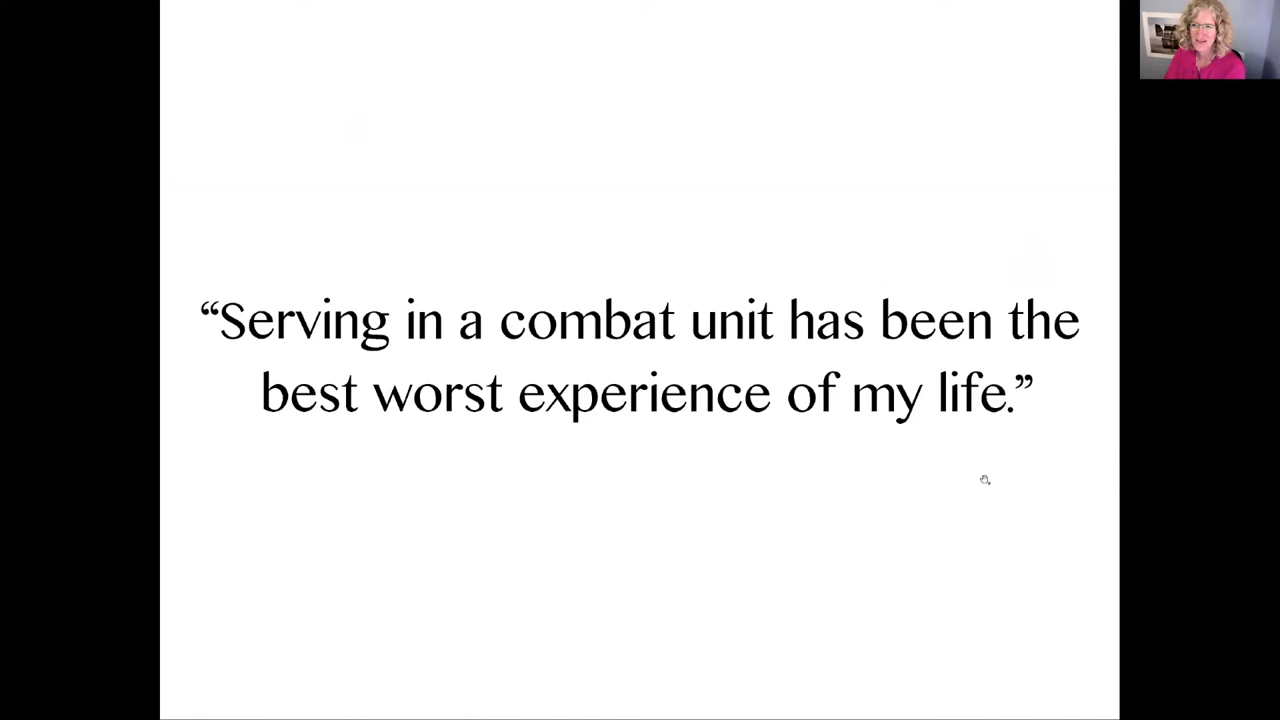 “Serving in a combat unit has been the
best worst experience of my life.”